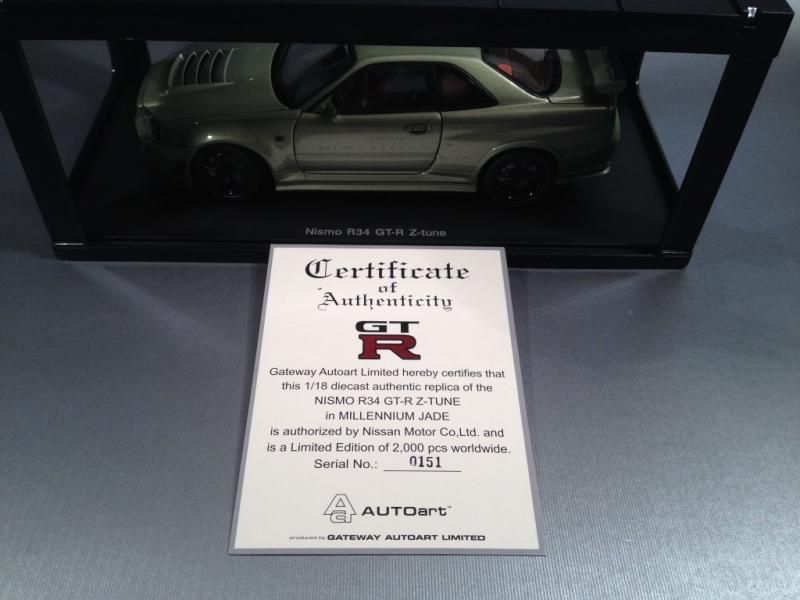 Nismo R34 GT-R Z-tune
Certificate
of
Authenticity
GT
R
Gateway Autoart Limited hereby certifies that
this 1/18 diecast authentic replica of the
NISMO R34 GT-R Z-TUNE
in MILLENNIUM JADE
is authorized by Nissan Motor Co,Ltd. and
is a Limited Edition of 2,000 pcs worldwide.
Serial No.: 0151
Aa AUTOart™
produced by GATEWAY AUTOART LIMITED